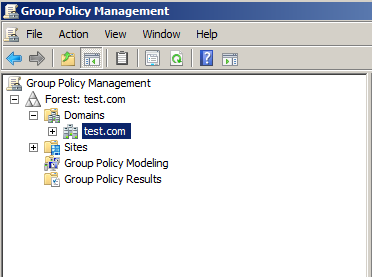 Group Policy Management
File Action View Window Help
Group Policy Management
Forest: test.com
Domains
test.com
Sites
Group Policy Modeling
Group Policy Results